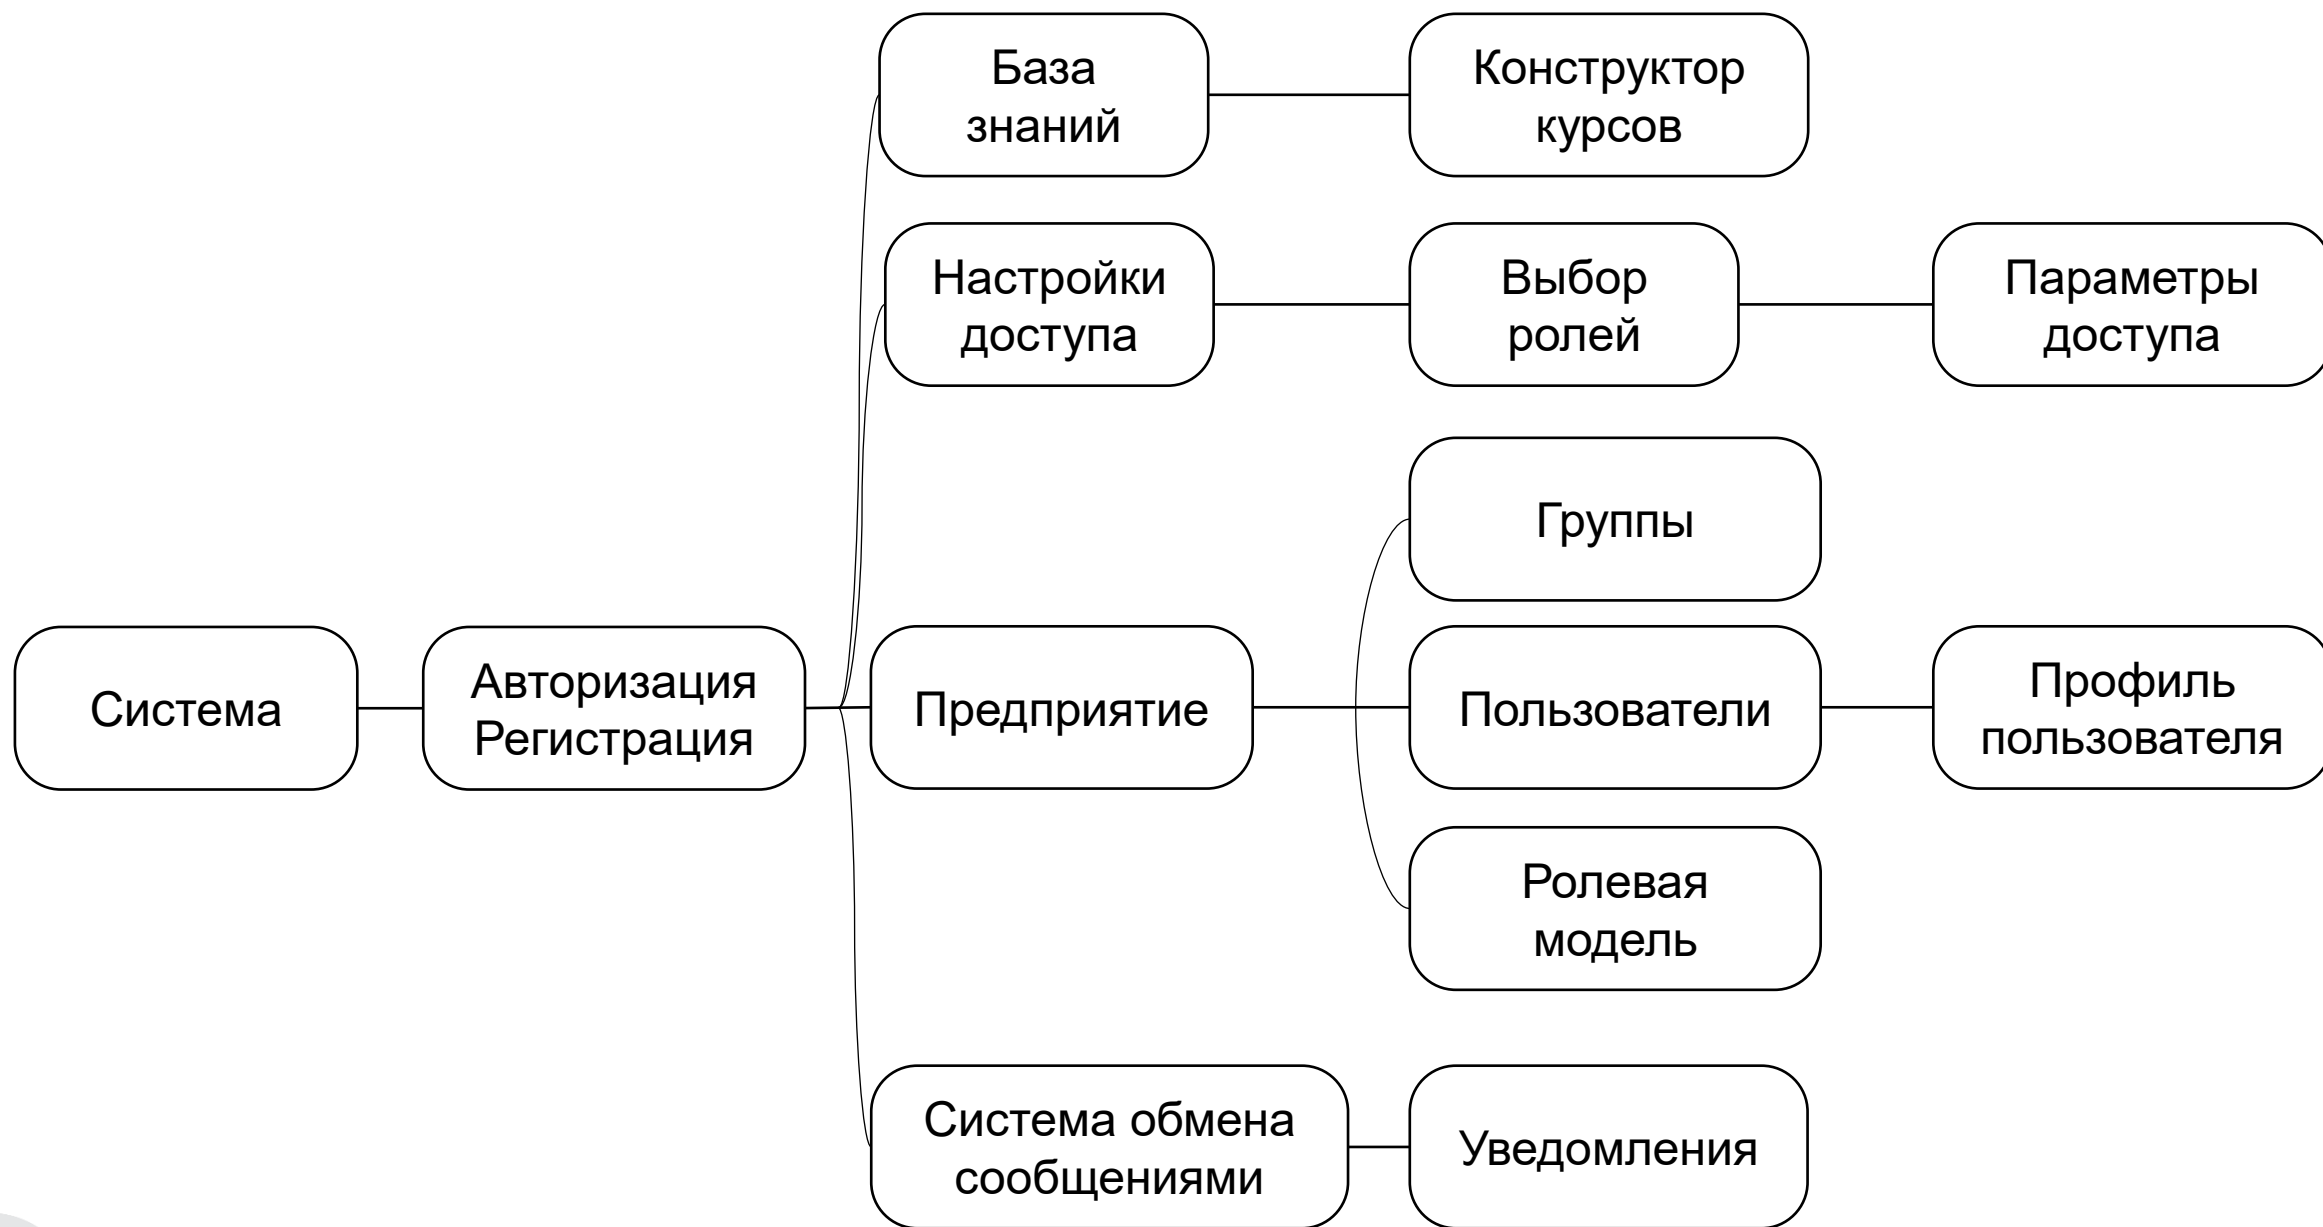 База
знаний
Конструктор
курсов
Настройки
доступа
Выбор
ролей
Параметры
доступа
Группы
Система
Авторизация
Регистрация
Предприятие
Пользователи
Профиль
пользователя
Ролевая
модель
Система обмена
сообщениями
Уведомления